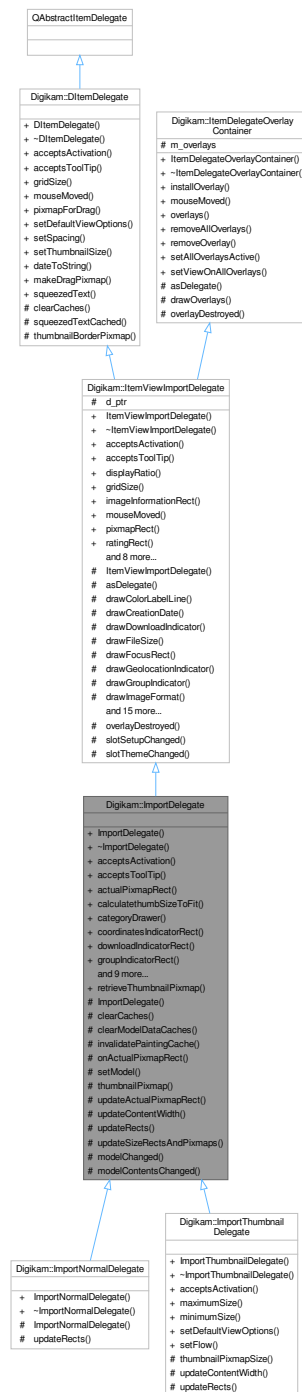 QAbstractItemDelegate
Digikam::DItemDelegate
+ DItemDelegate()
+ ~DItemDelegate()
+ acceptsActivation()
+ acceptsToolTip()
+ gridSize()
+ mouseMoved()
+ pixmapForDrag()
+ setDefaultViewOptions()
+ setSpacing()
+ setThumbnailSize()
+ dateToString()
+ makeDragPixmap()
+ squeezedText()
# clearCaches()
# squeezedTextCached()
# thumbnailBorderPixmap()
Digikam::ItemDelegateOverlay
Container
# m_overlays
+ ItemDelegateOverlayContainer()
+ ~ItemDelegateOverlayContainer()
+ installOverlay()
+ mouseMoved()
+ overlays()
+ removeAllOverlays()
+ removeOverlay()
+ setAllOverlaysActive()
+ setViewOnAllOverlays()
# asDelegate()
# drawOverlays()
# overlayDestroyed()
Digikam::ItemViewImportDelegate
# d_ptr
+ ItemViewImportDelegate()
+ ~ItemViewImportDelegate()
+ acceptsActivation()
+ acceptsToolTip()
+ displayRatio()
+ gridSize()
+ imageInformationRect()
+ mouseMoved()
+ pixmapRect()
+ ratingRect()
and 8 more...
# ItemViewImportDelegate()
# asDelegate()
# drawColorLabelLine()
# drawCreationDate()
# drawDownloadIndicator()
# drawFileSize()
# drawFocusRect()
# drawGeolocationIndicator()
# drawGroupIndicator()
# drawImageFormat()
and 15 more...
# overlayDestroyed()
# slotSetupChanged()
# slotThemeChanged()
Digikam::ImportDelegate
+ ImportDelegate()
+ ~ImportDelegate()
+ acceptsActivation()
+ acceptsToolTip()
+ actualPixmapRect()
+ calculatethumbSizeToFit()
+ categoryDrawer()
+ coordinatesIndicatorRect()
+ downloadIndicatorRect()
+ groupIndicatorRect()
and 9 more...
+ retrieveThumbnailPixmap()
# ImportDelegate()
# clearCaches()
# clearModelDataCaches()
# invalidatePaintingCache()
# onActualPixmapRect()
# setModel()
# thumbnailPixmap()
# updateActualPixmapRect()
# updateContentWidth()
# updateRects()
# updateSizeRectsAndPixmaps()
# modelChanged()
# modelContentsChanged()
Digikam::ImportNormalDelegate
+ ImportNormalDelegate()
+ ~ImportNormalDelegate()
# ImportNormalDelegate()
# updateRects()
Digikam::ImportThumbnail
Delegate
+ ImportThumbnailDelegate()
+ ~ImportThumbnailDelegate()
+ acceptsActivation()
+ maximumSize()
+ minimumSize()
+ setDefaultViewOptions()
+ setFlow()
# thumbnailPixmapSize()
# updateContentWidth()
# updateRects()